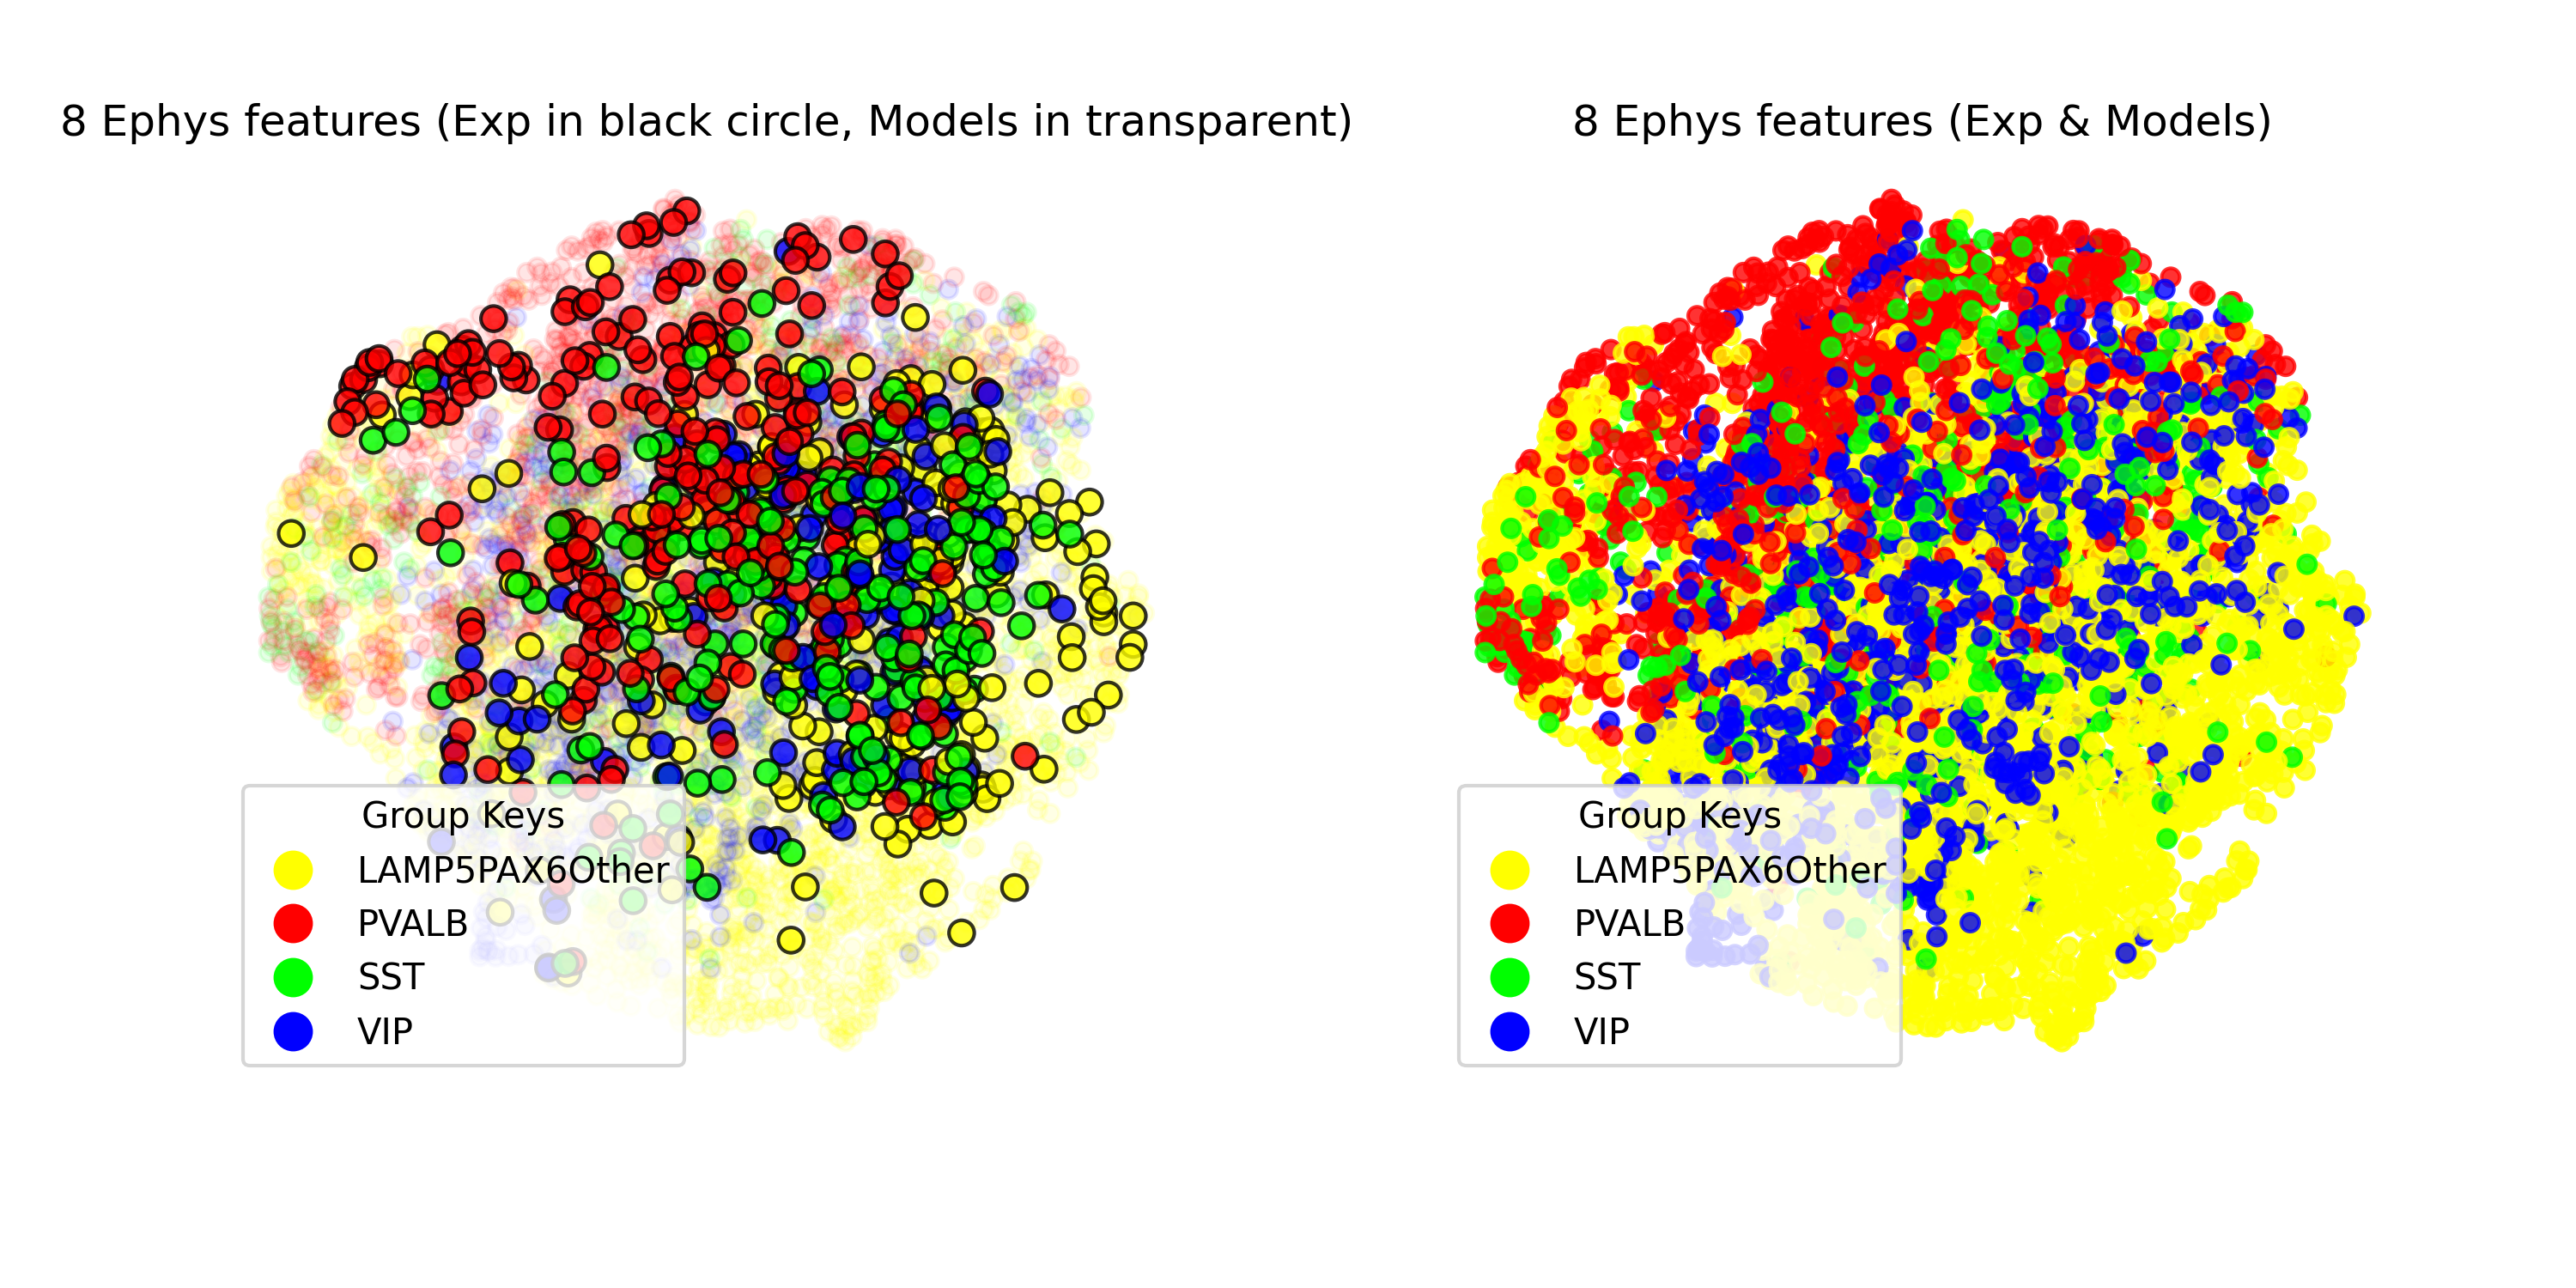 8 Ephys features (Exp in black circle, Models in transparent)
Group Keys
LAMP5PAX6Other
PVALB
SST
VIP
8 Ephys features (Exp & Models)
Group Keys
LAMP5PAX6Other
PVALB
SST
VIP